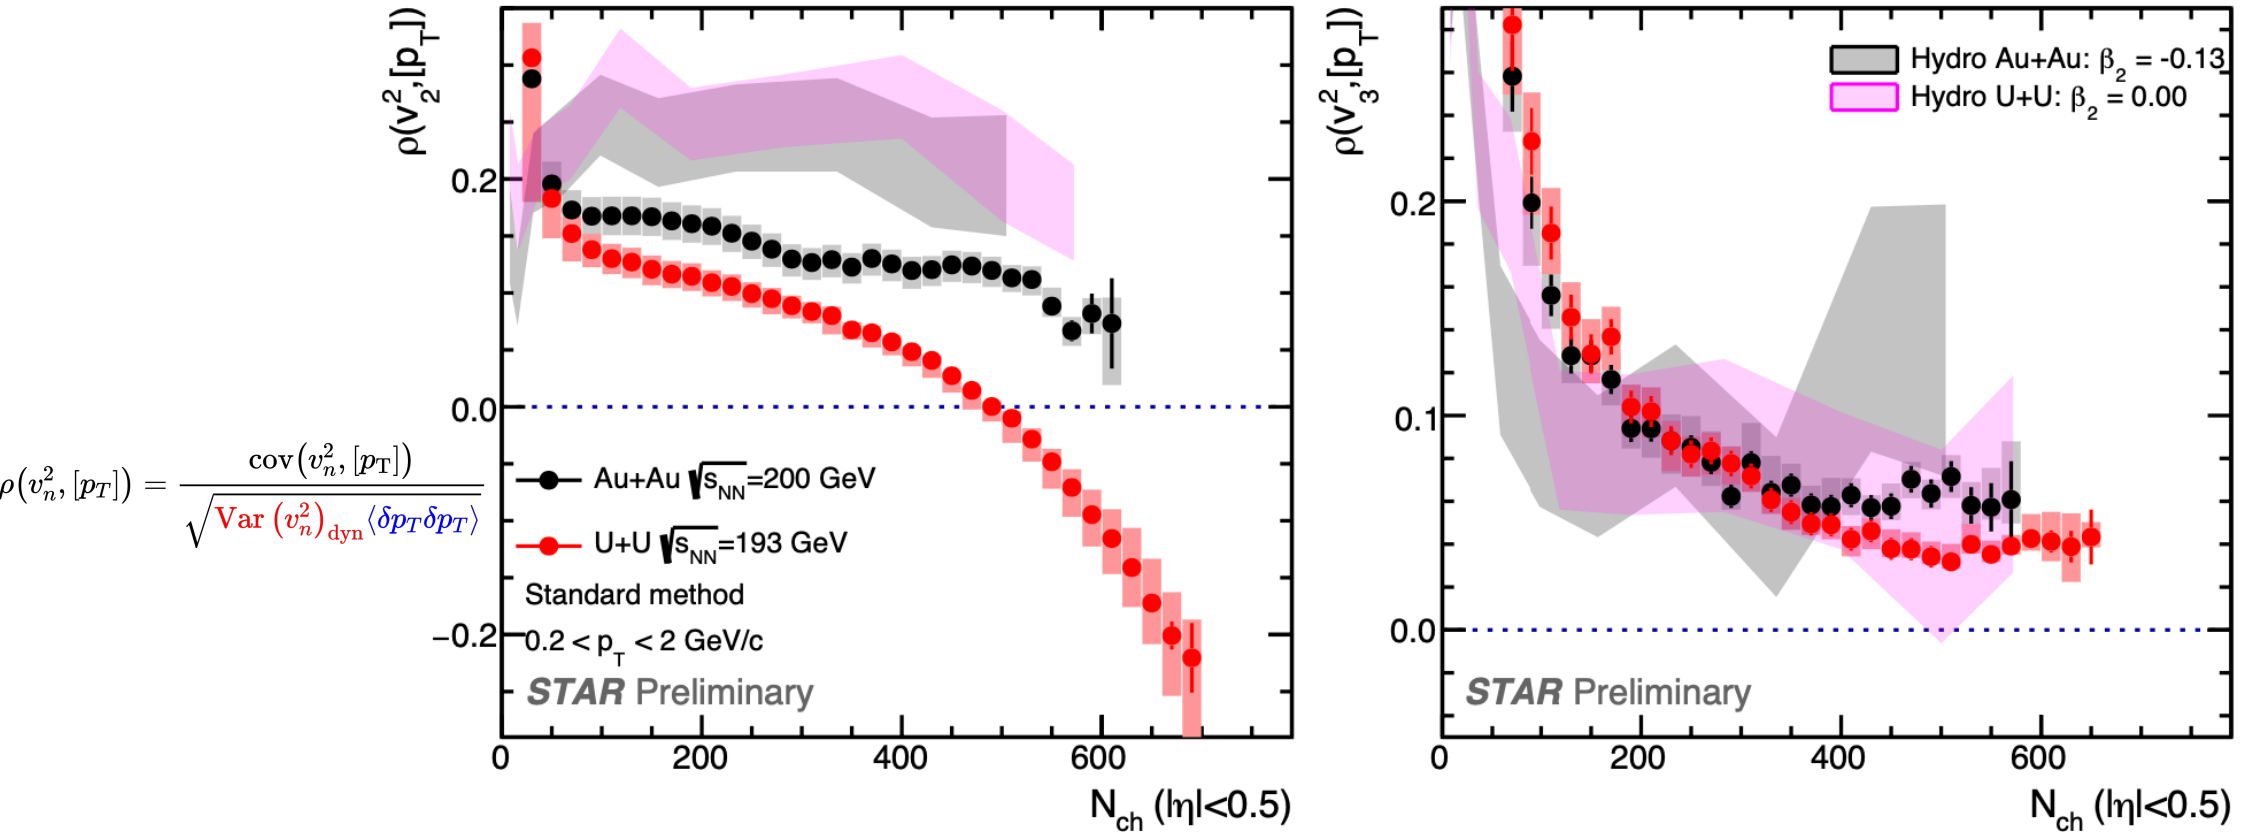 ρ(v_n^2, [p_T]) = cov(v_n^2, [p_T]) / √(Var (v_n^2)_dyn ⟨δp_T δp_T⟩)
ρ(v_2^2,[p_T])
0.2
0.0
−0.2
Au+Au √s_NN=200 GeV
U+U √s_NN=193 GeV
Standard method
0.2 < p_T < 2 GeV/c
STAR Preliminary
0 200 400 600
N_ch (|η|<0.5)
ρ(v_3^2,[p_T])
Hydro Au+Au: β_2 = -0.13
Hydro U+U: β_2 = 0.00
0.2
0.1
0.0
STAR Preliminary
0 200 400 600
N_ch (|η|<0.5)